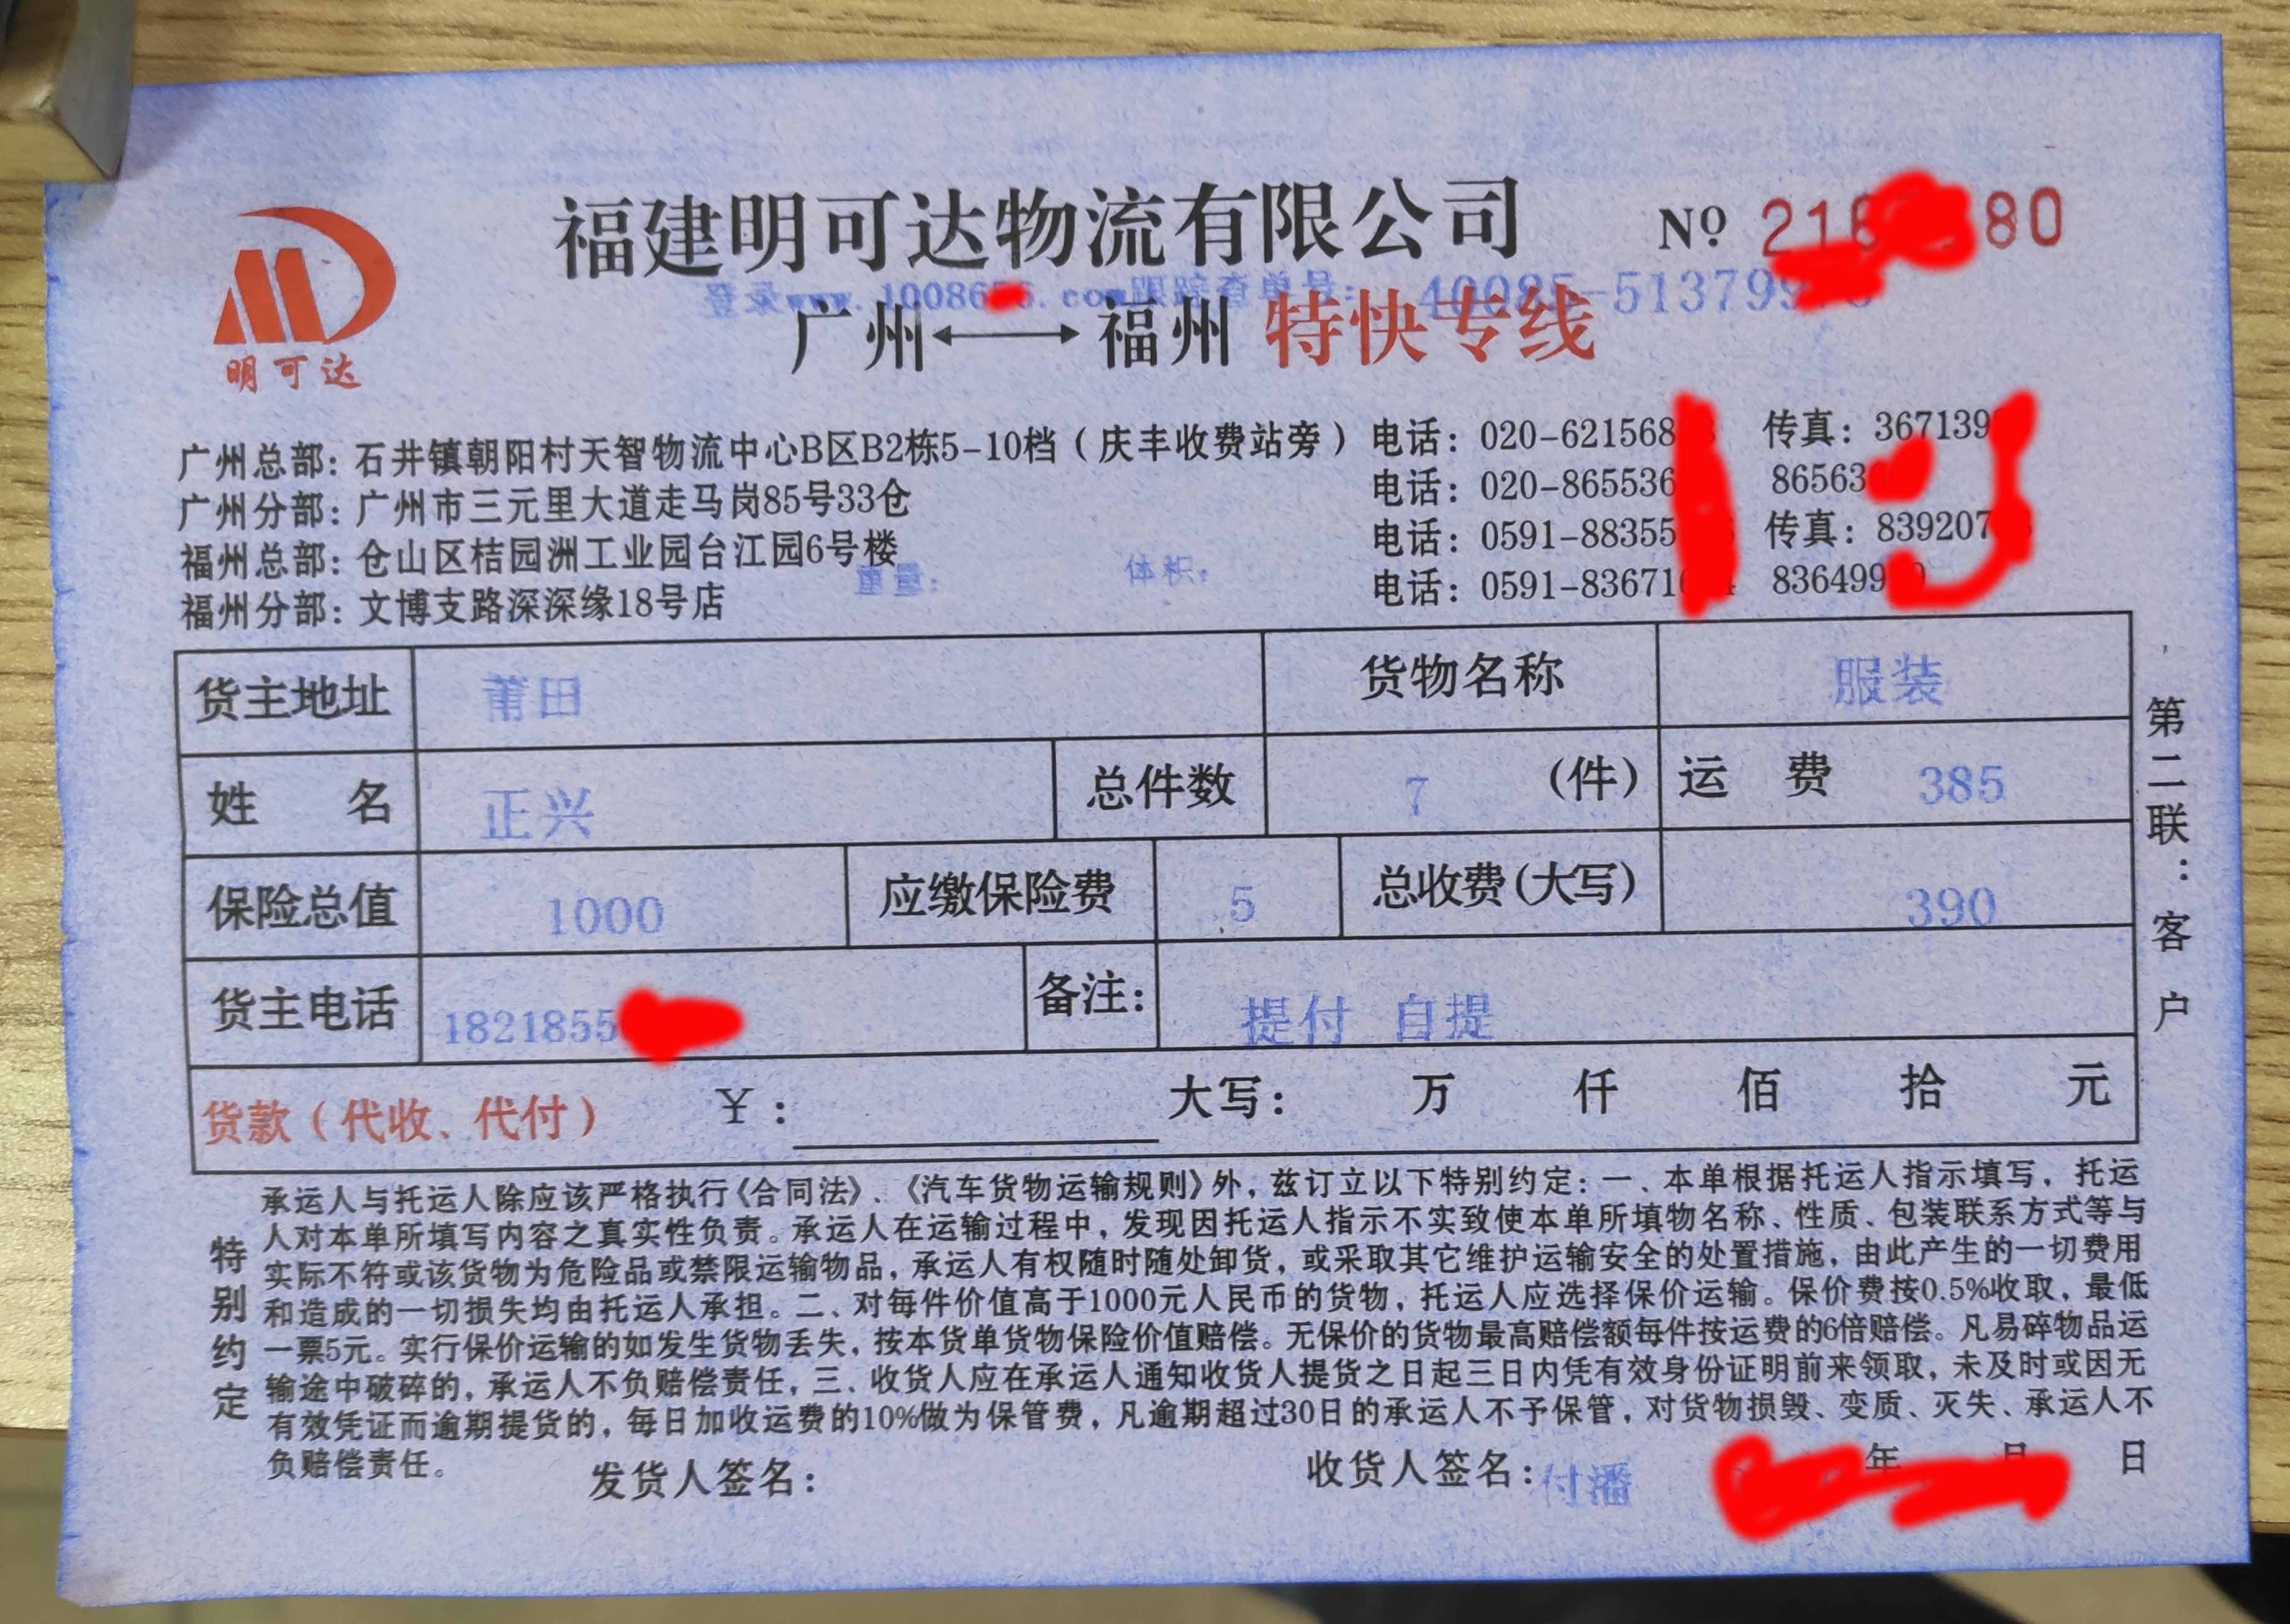 福建明可达物流有限公司
No 216 80
登录www.10086 .com跟踪查单号: 40085-51379
广州←→福州 特快专线
明可达
广州总部: 石井镇朝阳村天智物流中心B区B2栋5-10档 (庆丰收费站旁) 电话: 020-621568 传真: 367139
广州分部: 广州市三元里大道走马岗85号33仓 电话: 020-865536 86563
福州总部: 仓山区桔园洲工业园台江园6号楼 电话: 0591-88355 传真: 839207
重量: 体积:
福州分部: 文博支路深深缘18号店 电话: 0591-83671 836499
货主地址 莆田 货物名称 服装
姓 名 正兴 总件数 7 (件) 运 费 385
保险总值 1000 应缴保险费 5 总收费(大写) 390
货主电话 1821855 备注: 提付 自提
货款 (代收、代付) ¥: 大写: 万 仟 佰 拾 元
第二联:客户
特别约定
承运人与托运人除应该严格执行《合同法》、《汽车货物运输规则》外, 兹订立以下特别约定: 一、本单根据托运人指示填写, 托运
人对本单所填写内容之真实性负责。承运人在运输过程中, 发现因托运人指示不实致使本单所填物名称、性质、包装联系方式等与
实际不符或该货物为危险品或禁限运输物品, 承运人有权随时随处卸货, 或采取其它维护运输安全的处置措施, 由此产生的一切费用
和造成的一切损失均由托运人承担。二、对每件价值高于1000元人民币的货物, 托运人应选择保价运输。保价费按0.5%收取, 最低
一票5元。实行保价运输的如发生货物丢失, 按本货单货物保险价值赔偿。无保价的货物最高赔偿额每件按运费的6倍赔偿。凡易碎物品运
输途中破碎的, 承运人不负赔偿责任, 三、收货人应在承运人通知收货人提货之日起三日内凭有效身份证明前来领取, 未及时或因无
有效凭证而逾期提货的, 每日加收运费的10%做为保管费, 凡逾期超过30日的承运人不予保管, 对货物损毁、变质、灭失、承运人不
负赔偿责任。
发货人签名: 收货人签名: 付潘 年 月 日